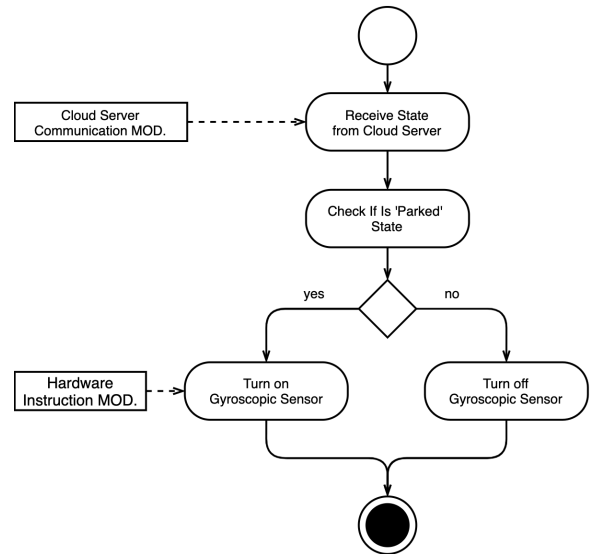 Cloud Server
Communication MOD.
Receive State
from Cloud Server
Check If Is 'Parked'
State
yes
no
Hardware
Instruction MOD.
Turn on
Gyroscopic Sensor
Turn off
Gyroscopic Sensor